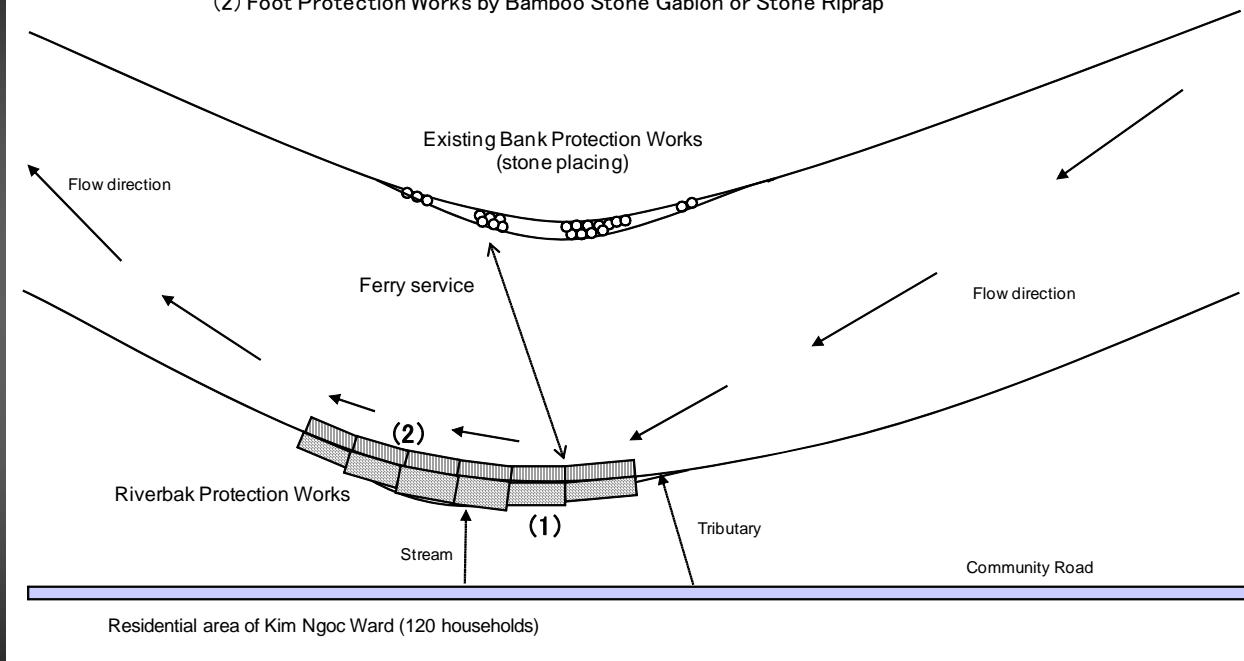 (2) Foot Protection Works by Bamboo Stone Gabion or Stone Riprap
Existing Bank Protection Works
(stone placing)
Flow direction
Ferry service
Flow direction
(2)
Riverbak Protection Works
(1)
Stream
Tributary
Community Road
Residential area of Kim Ngoc Ward (120 households)